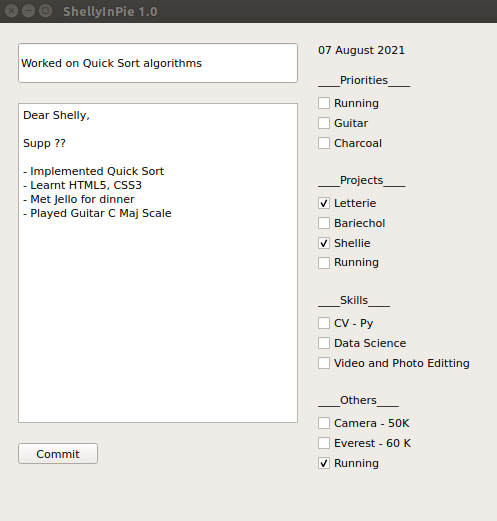 ShellyInPie 1.0
Worked on Quick Sort algorithms
Dear Shelly,
Supp ??
- Implemented Quick Sort
- Learnt HTML5, CSS3
- Met Jello for dinner
- Played Guitar C Maj Scale
Commit
07 August 2021
____Priorities____
Running
Guitar
Charcoal
____Projects____
Letterie
Bariechol
Shellie
Running
____Skills____
CV - Py
Data Science
Video and Photo Editting
____Others____
Camera - 50K
Everest - 60 K
Running